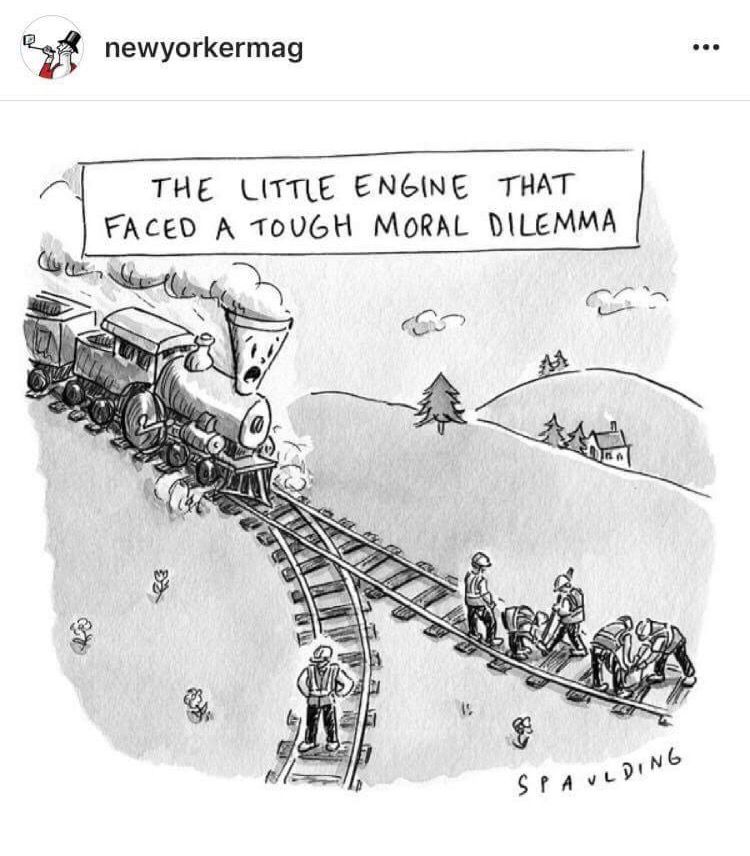 newyorkermag
THE LITTLE ENGINE THAT
FACED A TOUGH MORAL DILEMMA
SPAULDING